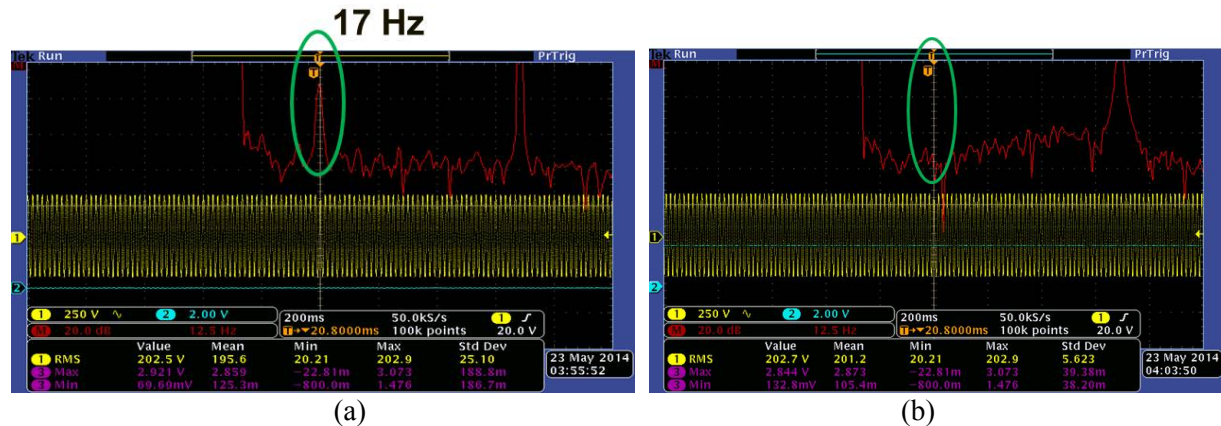 17 Hz
Tek Run PrTrig
M
T
T
1
2
1 250 V ∿ 2 2.00 V
M 20.0 dB 12.5 Hz
200ms 50.0kS/s 1
T→▼20.8000ms 100k points 20.0 V
Value Mean Min Max Std Dev
1 RMS 202.5 V 195.6 20.21 202.9 25.10
3 Max 2.921 V 2.859 −22.81m 3.073 188.8m
3 Min 69.60mV 125.3m −800.0m 1.476 186.7m
23 May 2014
03:55:52
(a)
Tek Run PrTrig
M
T
T
1
2
1 250 V ∿ 2 2.00 V
M 20.0 dB 12.5 Hz
200ms 50.0kS/s 1
T→▼20.8000ms 100k points 20.0 V
Value Mean Min Max Std Dev
1 RMS 202.7 V 201.2 20.21 202.9 5.623
3 Max 2.844 V 2.873 −22.81m 3.073 39.38m
3 Min 132.8mV 105.4m −800.0m 1.476 38.20m
23 May 2014
04:03:50
(b)